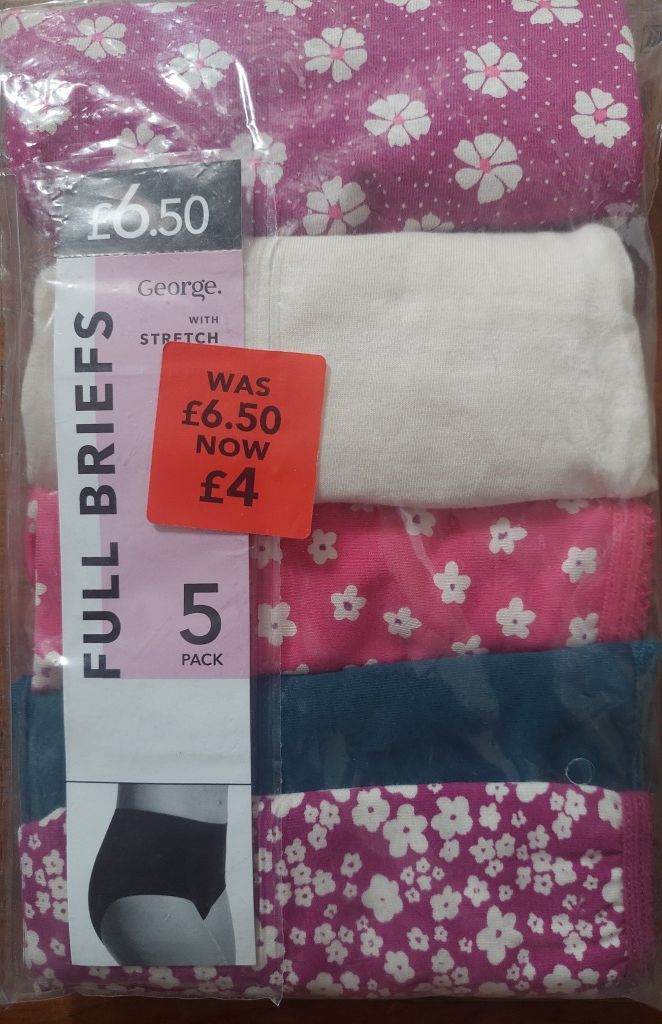 £6.50
George.
WITH
STRETCH
FULL BRIEFS
WAS
£6.50
NOW
£4
5
PACK